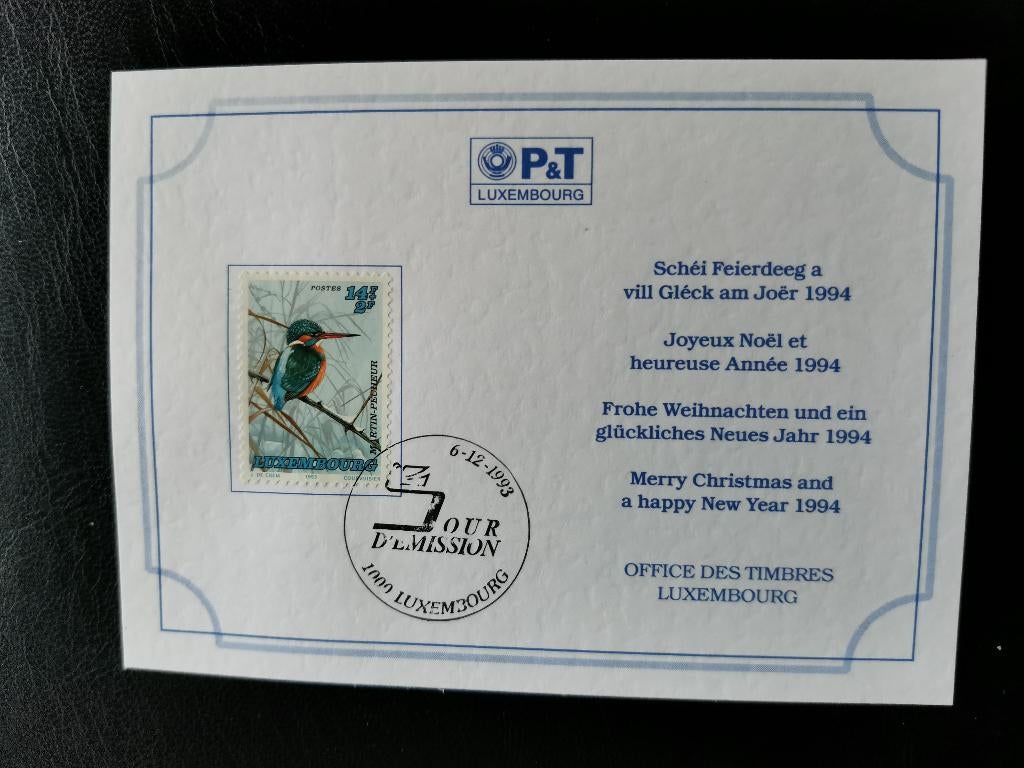 P&T
LUXEMBOURG
POSTES 14F
+2F
MARTIN-PÊCHEUR
LUXEMBOURG
1993
6-12-1993
JOUR
D'EMISSION
LUXEMBOURG
Schéi Feierdeeg a
vill Gléck am Joër 1994
Joyeux Noël et
heureuse Année 1994
Frohe Weihnachten und ein
glückliches Neues Jahr 1994
Merry Christmas and
a happy New Year 1994
OFFICE DES TIMBRES
LUXEMBOURG